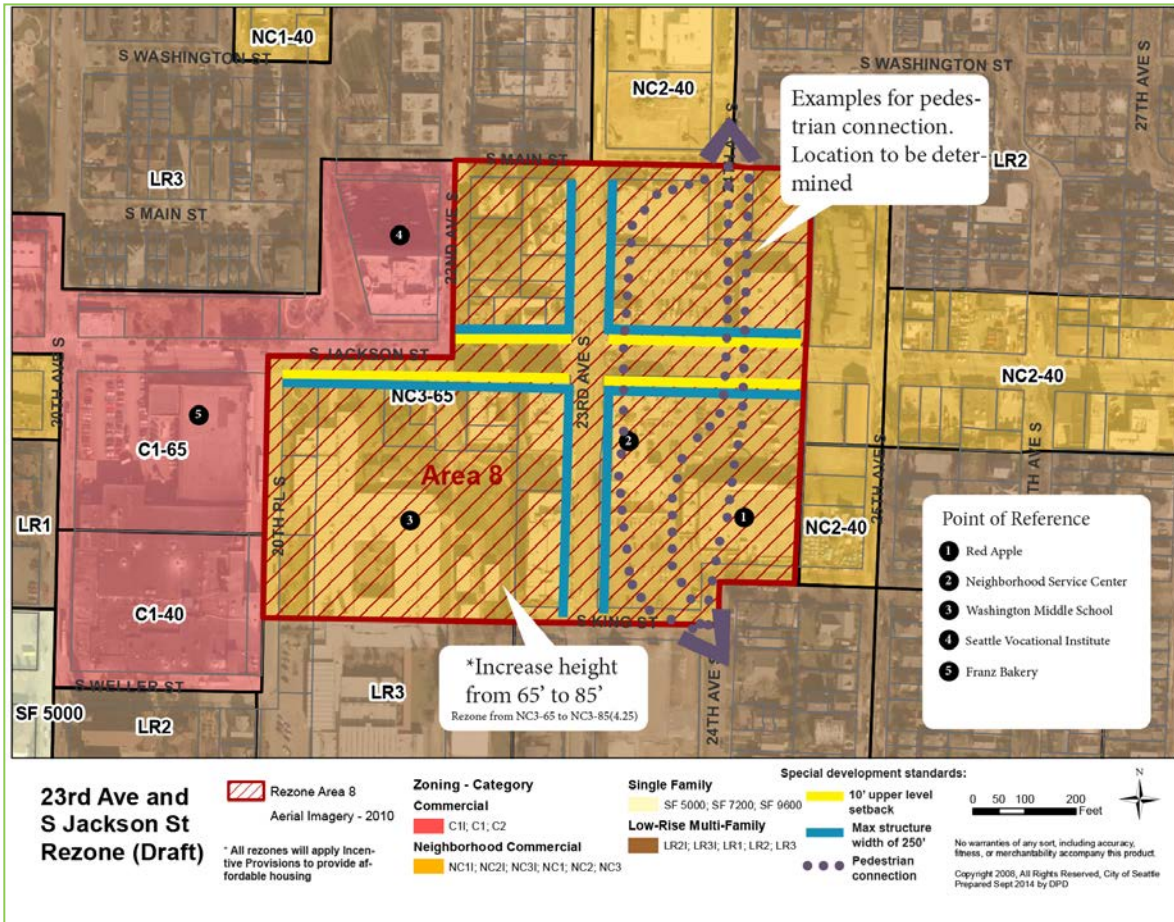 NC1-40
S WASHINGTON ST
S WASHINGTON ST
NC2-40
27TH AVE S
Examples for pedes-
trian connection.
Location to be deter-
mined
S MAIN ST
LR3
LR2
S MAIN ST
4
22ND AVE S
S JACKSON ST
23RD AVE S
NC3-65
NC2-40
20TH AVE S
5
C1-65
2
Area 8
25TH AVE S
20TH PL S
3
1
NC2-40
LR1
C1-40
S KING ST
*Increase height
from 65' to 85'
Rezone from NC3-65 to NC3-85(4.25)
LR3
24TH AVE S
S WELLER ST
SF 5000
LR2
Point of Reference
1 Red Apple
2 Neighborhood Service Center
3 Washington Middle School
4 Seattle Vocational Institute
5 Franz Bakery
23rd Ave and
S Jackson St
Rezone (Draft)
Rezone Area 8
Aerial Imagery - 2010
* All rezones will apply Incen-
tive Provisions to provide af-
fordable housing
Zoning - Category
Commercial
C1I; C1; C2
Neighborhood Commercial
NC1I; NC2I; NC3I; NC1; NC2; NC3
Single Family
SF 5000; SF 7200; SF 9600
Low-Rise Multi-Family
LR2I; LR3I; LR1; LR2; LR3
Special development standards:
10' upper level
setback
Max structure
width of 250'
Pedestrian
connection
N
0 50 100 200
Feet
No warranties of any sort, including accuracy,
fitness, or merchantability accompany this product.
Copyright 2008, All Rights Reserved, City of Seattle
Prepared Sept 2014 by DPD